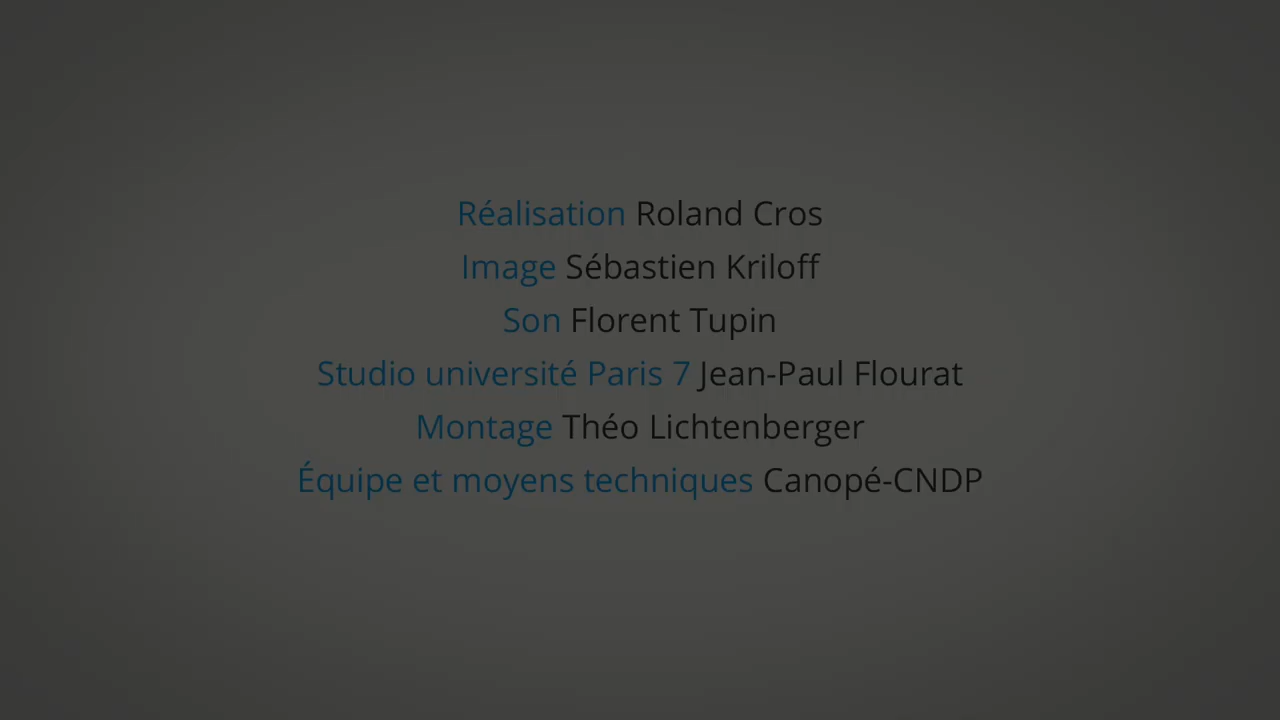 Réalisation Roland Cros
Image Sébastien Kriloff
Son Florent Tupin
Studio université Paris 7 Jean-Paul Flourat
Montage Théo Lichtenberger
Équipe et moyens techniques Canopé-CNDP